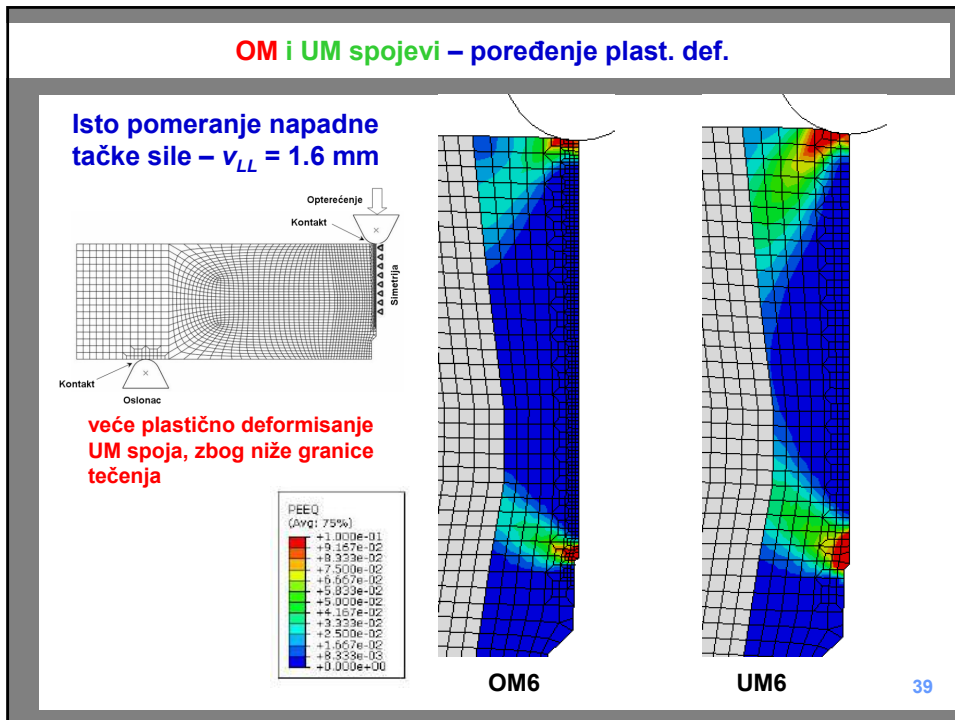 OM i UM spojevi – poređenje plast. def.
Isto pomeranje napadne
tačke sile – vLL = 1.6 mm
Opterećenje
Kontakt
Simetrija
Kontakt
Oslonac
veće plastično deformisanje
UM spoja, zbog niže granice
tečenja
PEEQ
(Avg: 75%)
+1.000e-01
+9.167e-02
+8.333e-02
+7.500e-02
+6.667e-02
+5.833e-02
+5.000e-02
+4.167e-02
+3.333e-02
+2.500e-02
+1.667e-02
+8.333e-03
+0.000e+00
OM6
UM6
39